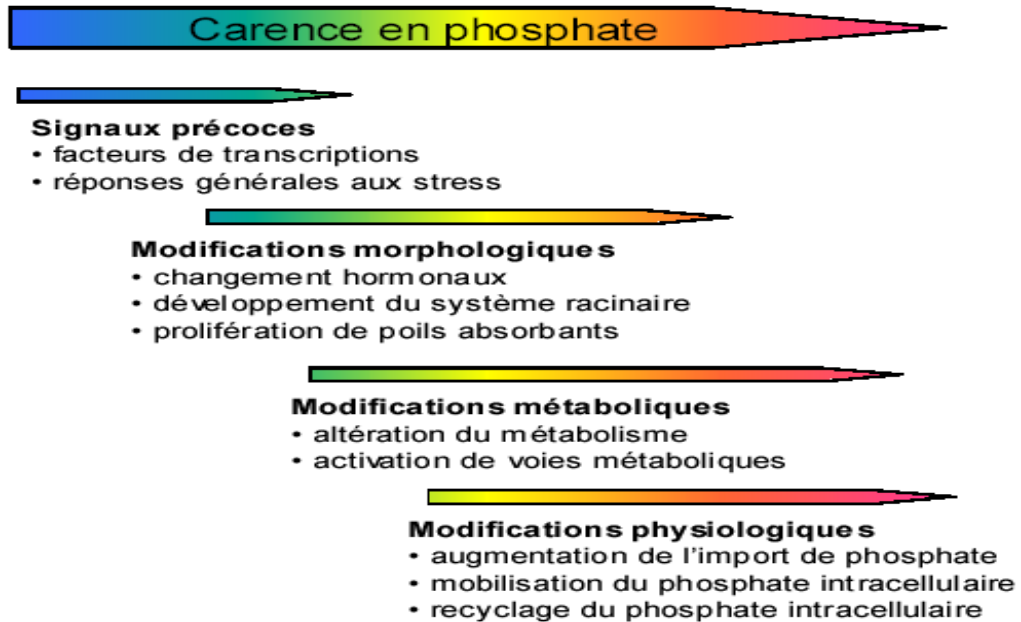 Carence en phosphate
Signaux précoces
• facteurs de transcriptions
• réponses générales aux stress
Modifications morphologiques
• changement hormonaux
• développement du système racinaire
• prolifération de poils absorbants
Modifications métaboliques
• altération du métabolisme
• activation de voies métaboliques
Modifications physiologiques
• augmentation de l'import de phosphate
• mobilisation du phosphate intracellulaire
• recyclage du phosphate intracellulaire